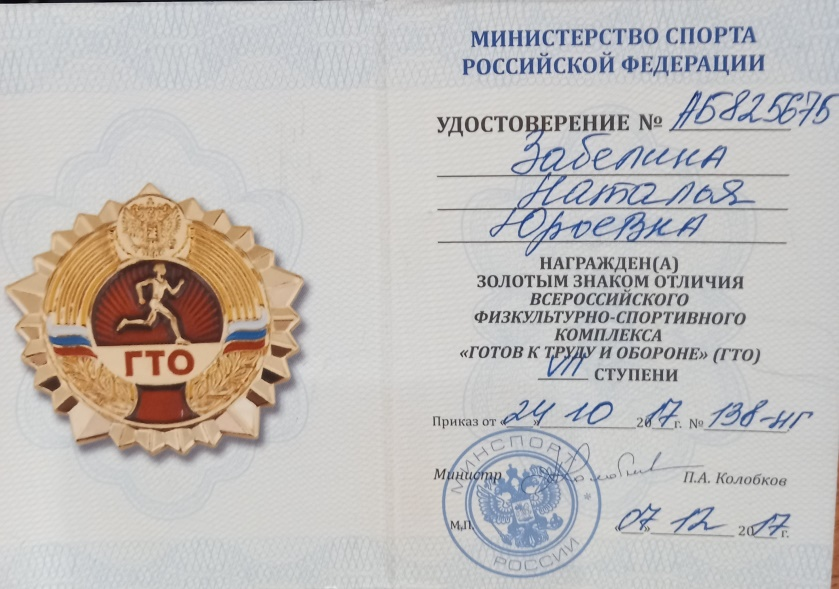 ГТО
МИНИСТЕРСТВО СПОРТА
РОССИЙСКОЙ ФЕДЕРАЦИИ
УДОСТОВЕРЕНИЕ № АБ825675
Забелина
Наталья
Юрьевна
НАГРАЖДЕН(А)
ЗОЛОТЫМ ЗНАКОМ ОТЛИЧИЯ
ВСЕРОССИЙСКОГО
ФИЗКУЛЬТУРНО-СПОРТИВНОГО
КОМПЛЕКСА
«ГОТОВ К ТРУДУ И ОБОРОНЕ» (ГТО)
VII СТУПЕНИ
Приказ от «24» 10 2017г. № 138-нг
Министр П.А. Колобков
МИНСПОРТ
РОССИИ
М.П. «07» 12 2017 г.